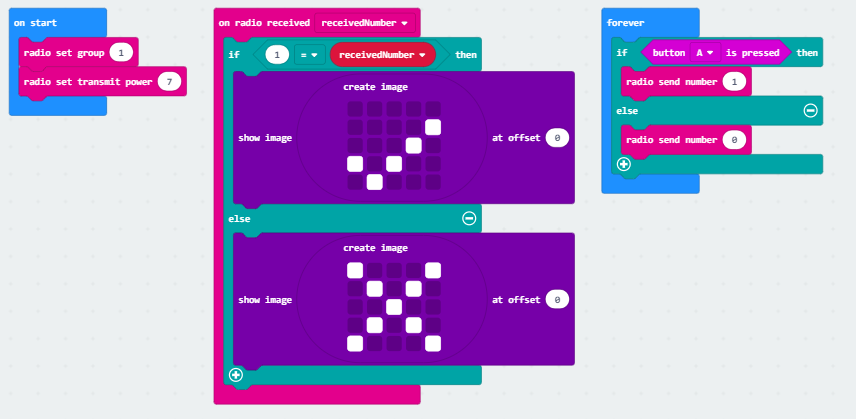 on start
radio set group 1
radio set transmit power 7
on radio received receivedNumber
if 1 = receivedNumber then
create image
show image at offset 0
else
create image
show image at offset 0
forever
if button A is pressed then
radio send number 1
else
radio send number 0